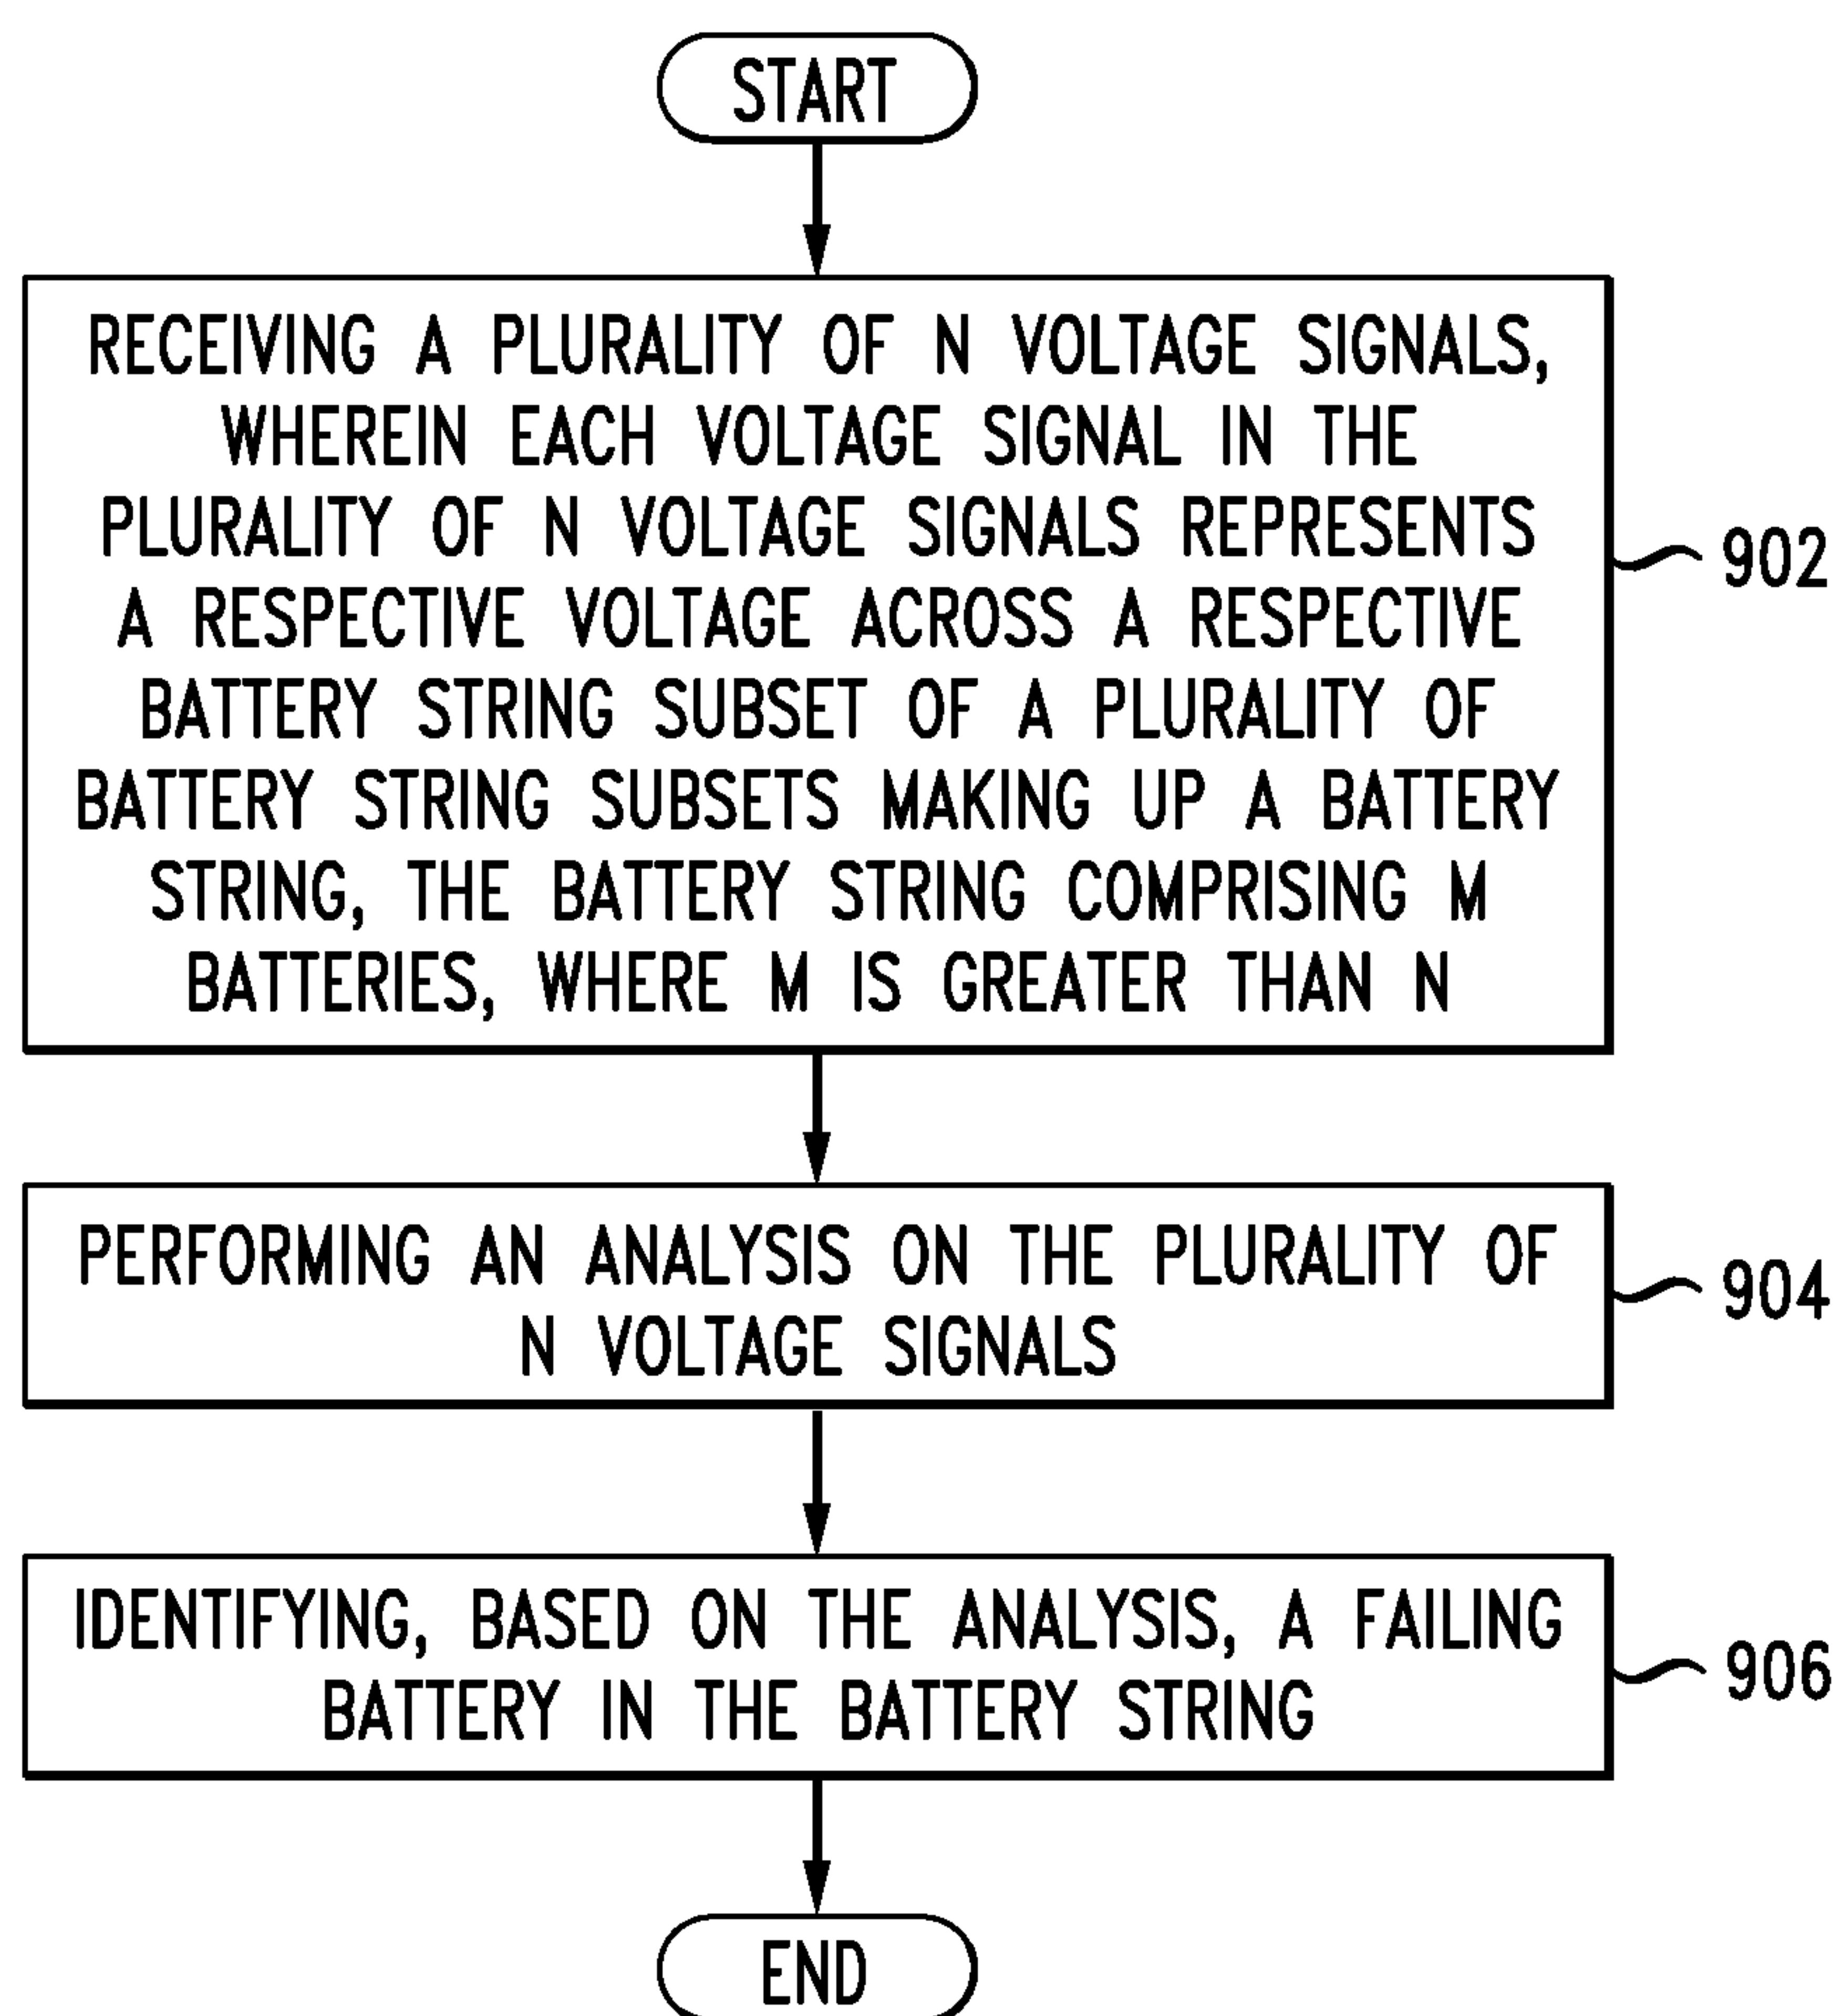 START
RECEIVING A PLURALITY OF N VOLTAGE SIGNALS,
WHEREIN EACH VOLTAGE SIGNAL IN THE
PLURALITY OF N VOLTAGE SIGNALS REPRESENTS
A RESPECTIVE VOLTAGE ACROSS A RESPECTIVE
BATTERY STRING SUBSET OF A PLURALITY OF
BATTERY STRING SUBSETS MAKING UP A BATTERY
STRING, THE BATTERY STRING COMPRISING M
BATTERIES, WHERE M IS GREATER THAN N
902
PERFORMING AN ANALYSIS ON THE PLURALITY OF
N VOLTAGE SIGNALS
904
IDENTIFYING, BASED ON THE ANALYSIS, A FAILING
BATTERY IN THE BATTERY STRING
906
END